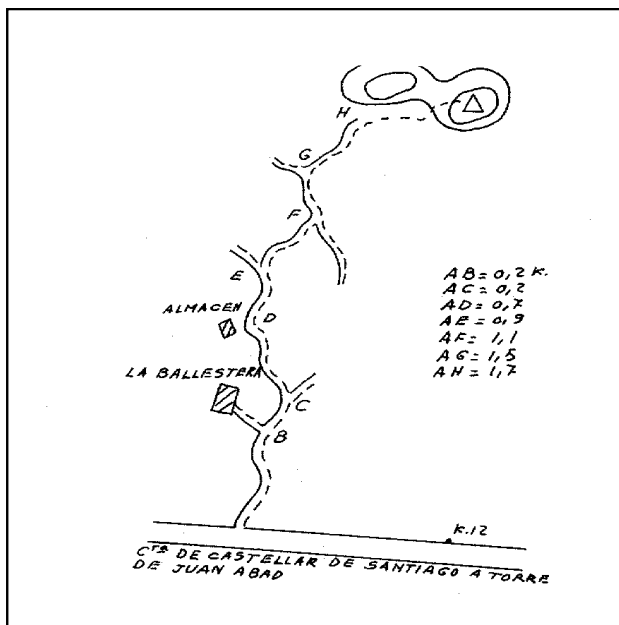 H
G
F
E
ALMACEN
D
LA BALLESTERA
C
B
AB = 0,2 K.
AC = 0,2
AD = 0,7
AE = 0,9
AF = 1,1
AG = 1,5
AH = 1,7
K.12
Cᵗᵃ DE CASTELLAR DE SANTIAGO A TORRE
DE JUAN ABAD